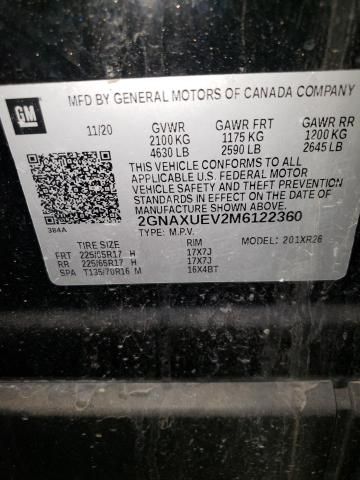 GM
MFD BY GENERAL MOTORS OF CANADA COMPANY
11/20 GVWR GAWR FRT GAWR RR
2100 KG 1175 KG 1200 KG
4630 LB 2590 LB 2645 LB
THIS VEHICLE CONFORMS TO ALL
APPLICABLE U.S. FEDERAL MOTOR
VEHICLE SAFETY, BUMPER, AND THEFT
PREVENTION STANDARDS IN
EFFECT ON THE DATE OF
MANUFACTURE SHOWN ABOVE.
384A
2GNAXUEV2M6122360
TYPE: M.P.V. MODEL: 201XR26
TIRE SIZE RIM
FRT 225/65R17 H 17X7J
RR 225/65R17 H 17X7J
SPA T135/70R16 M 16X4BT